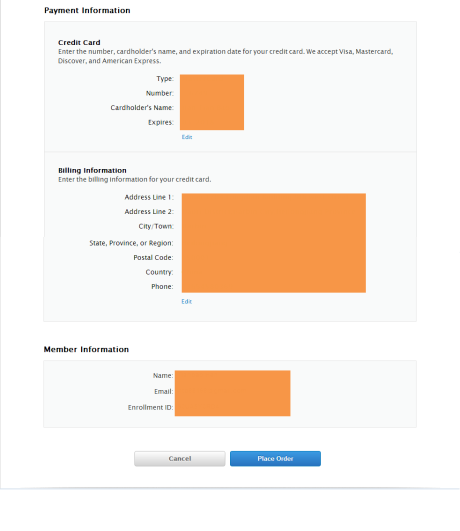 Payment Information
Credit Card
Enter the number, cardholder's name, and expiration date for your credit card. We accept Visa, Mastercard,
Discover, and American Express.
Type:
Number:
Cardholder's Name:
Expires:
Edit
Billing Information
Enter the billing information for your credit card.
Address Line 1:
Address Line 2:
City/Town:
State, Province, or Region:
Postal Code:
Country:
Phone:
Edit
Member Information
Name:
Email:
Enrollment ID:
Cancel Place Order